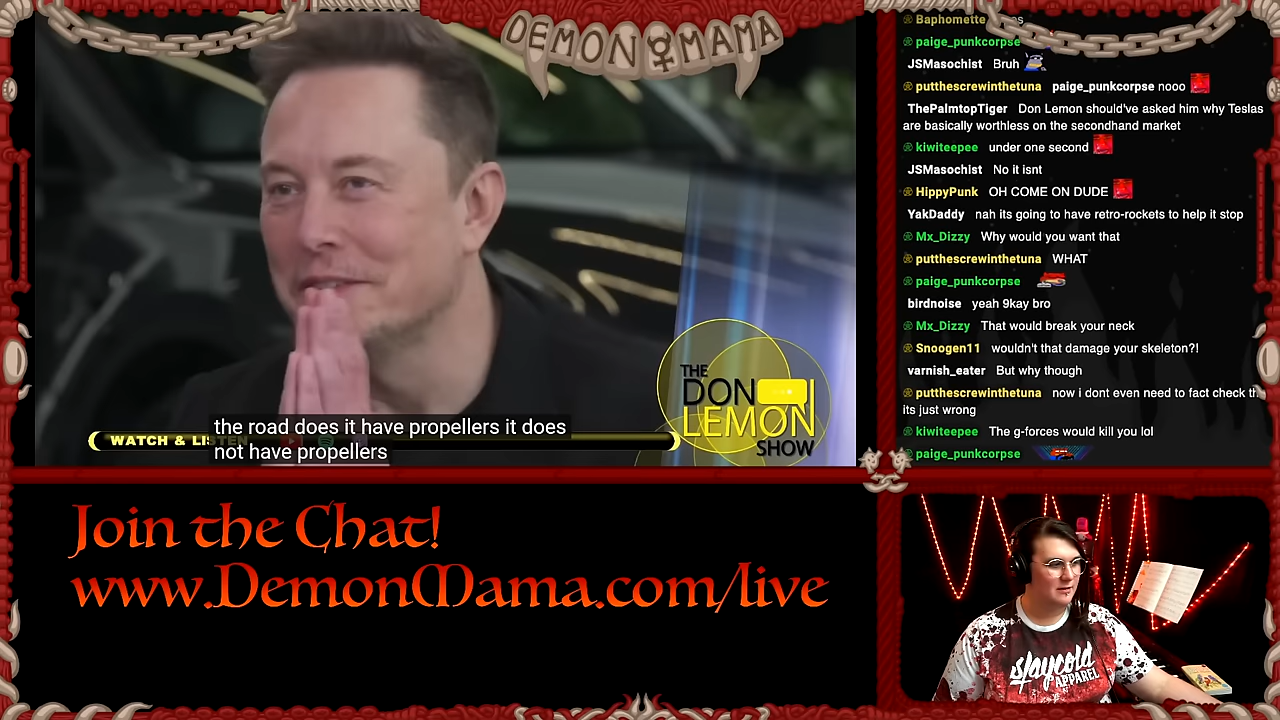 DEMON MAMA
Baphomette
paige_punkcorpse
JSMasochist Bruh
putthescrewinthetuna paige_punkcorpse nooo
ThePalmtopTiger Don Lemon should've asked him why Teslas
are basically worthless on the secondhand market
kiwiteepee under one second
JSMasochist No it isnt
HippyPunk OH COME ON DUDE
YakDaddy nah its going to have retro-rockets to help it stop
Mx_Dizzy Why would you want that
putthescrewinthetuna WHAT
paige_punkcorpse
birdnoise yeah 9kay bro
Mx_Dizzy That would break your neck
Snoogen11 wouldn't that damage your skeleton?!
varnish_eater But why though
putthescrewinthetuna now i dont even need to fact check
its just wrong
kiwiteepee The g-forces would kill you lol
paige_punkcorpse
THE
DON
LEMON
SHOW
WATCH & LISTEN
the road does it have propellers it does
not have propellers
Join the Chat!
www.DemonMama.com/live
staycold
APPAREL